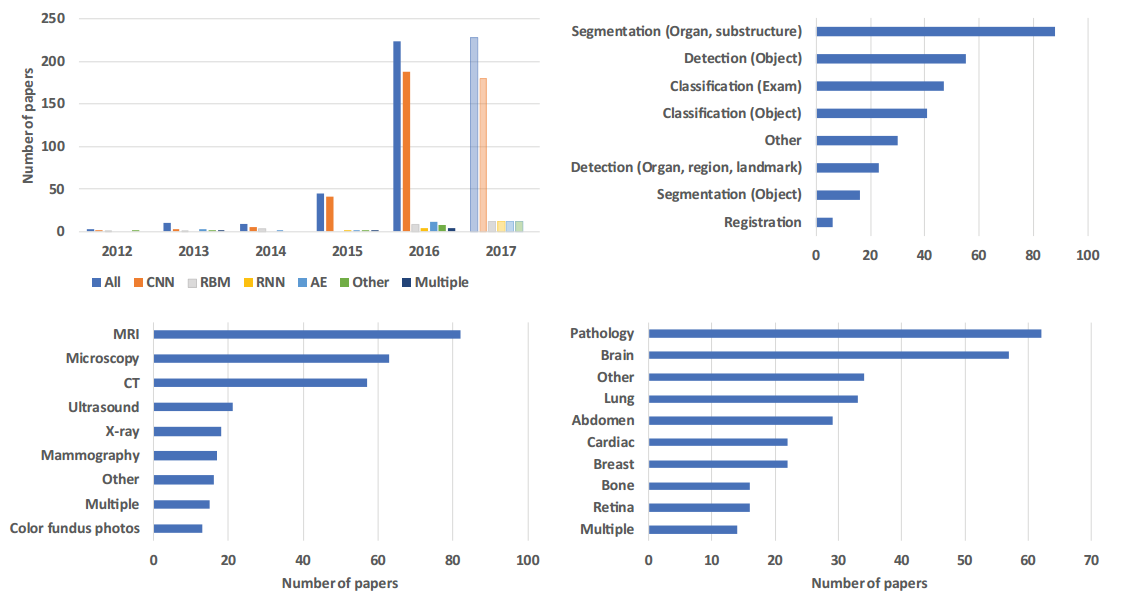 250
200
150
100
50
0
Number of papers
2012 2013 2014 2015 2016 2017
All CNN RBM RNN AE Other Multiple
Segmentation (Organ, substructure)
Detection (Object)
Classification (Exam)
Classification (Object)
Other
Detection (Organ, region, landmark)
Segmentation (Object)
Registration
0 20 40 60 80 100
MRI
Microscopy
CT
Ultrasound
X-ray
Mammography
Other
Multiple
Color fundus photos
0 20 40 60 80 100
Number of papers
Pathology
Brain
Other
Lung
Abdomen
Cardiac
Breast
Bone
Retina
Multiple
0 10 20 30 40 50 60 70
Number of papers